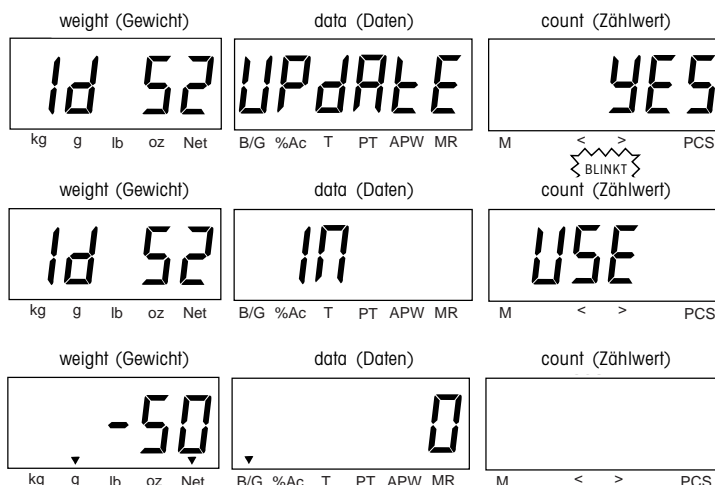 weight (Gewicht) data (Daten) count (Zählwert)
Id 52 UPdAtE YES
kg g lb oz Net B/G %Ac T PT APW MR M < > PCS
BLINKT
weight (Gewicht) data (Daten) count (Zählwert)
Id 52 In USE
kg g lb oz Net B/G %Ac T PT APW MR M < > PCS
weight (Gewicht) data (Daten) count (Zählwert)
-50 0
kg g lb oz Net B/G %Ac T PT APW MR M < > PCS